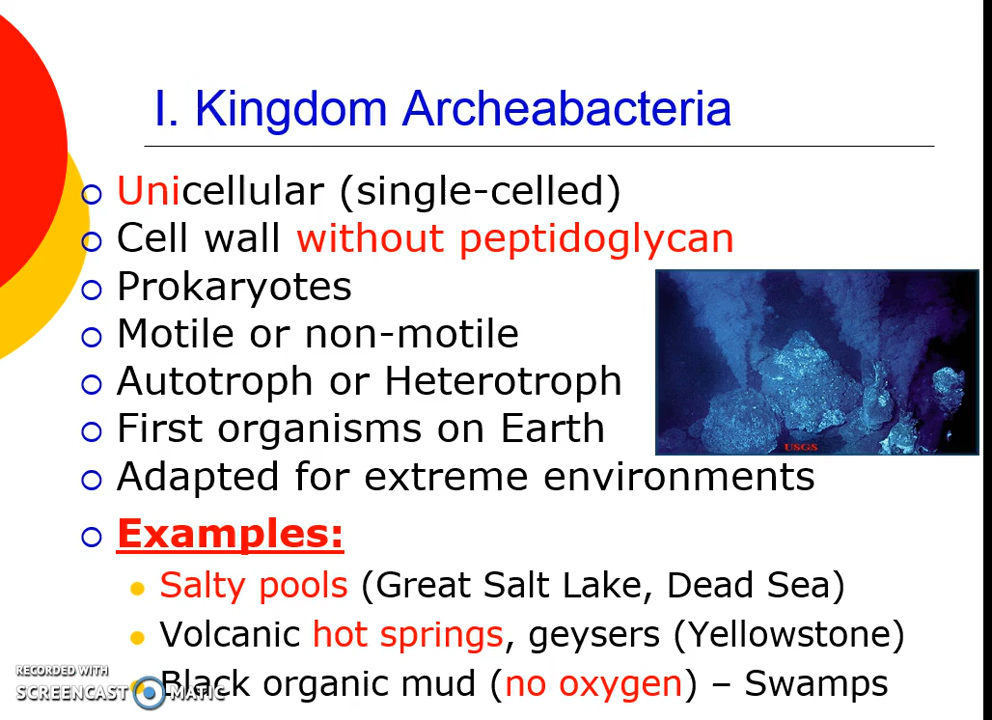 I. Kingdom Archeabacteria
Unicellular (single-celled)
Cell wall without peptidoglycan
Prokaryotes
Motile or non-motile
Autotroph or Heterotroph
First organisms on Earth
Adapted for extreme environments
USGS
Examples:
Salty pools (Great Salt Lake, Dead Sea)
Volcanic hot springs, geysers (Yellowstone)
Black organic mud (no oxygen) – Swamps
RECORDED WITH
SCREENCAST MATIC